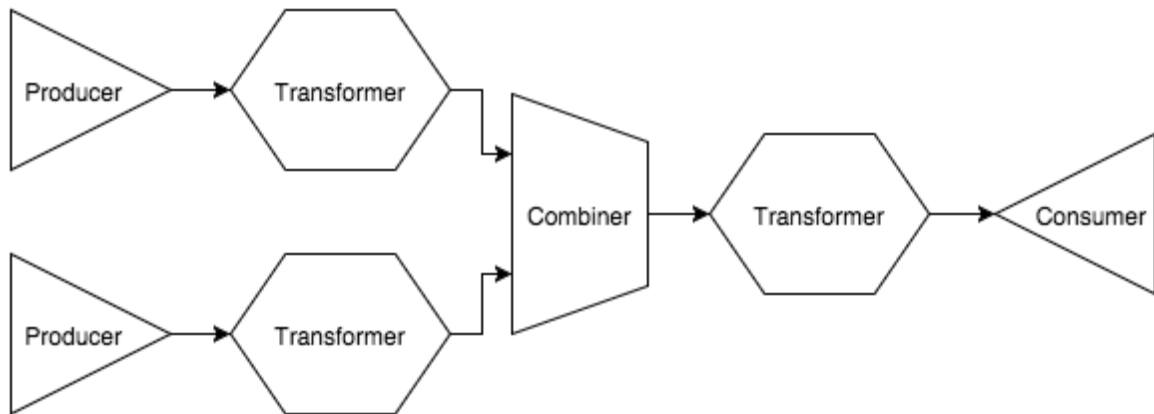 Producer
Transformer
Combiner
Transformer
Consumer
Producer
Transformer